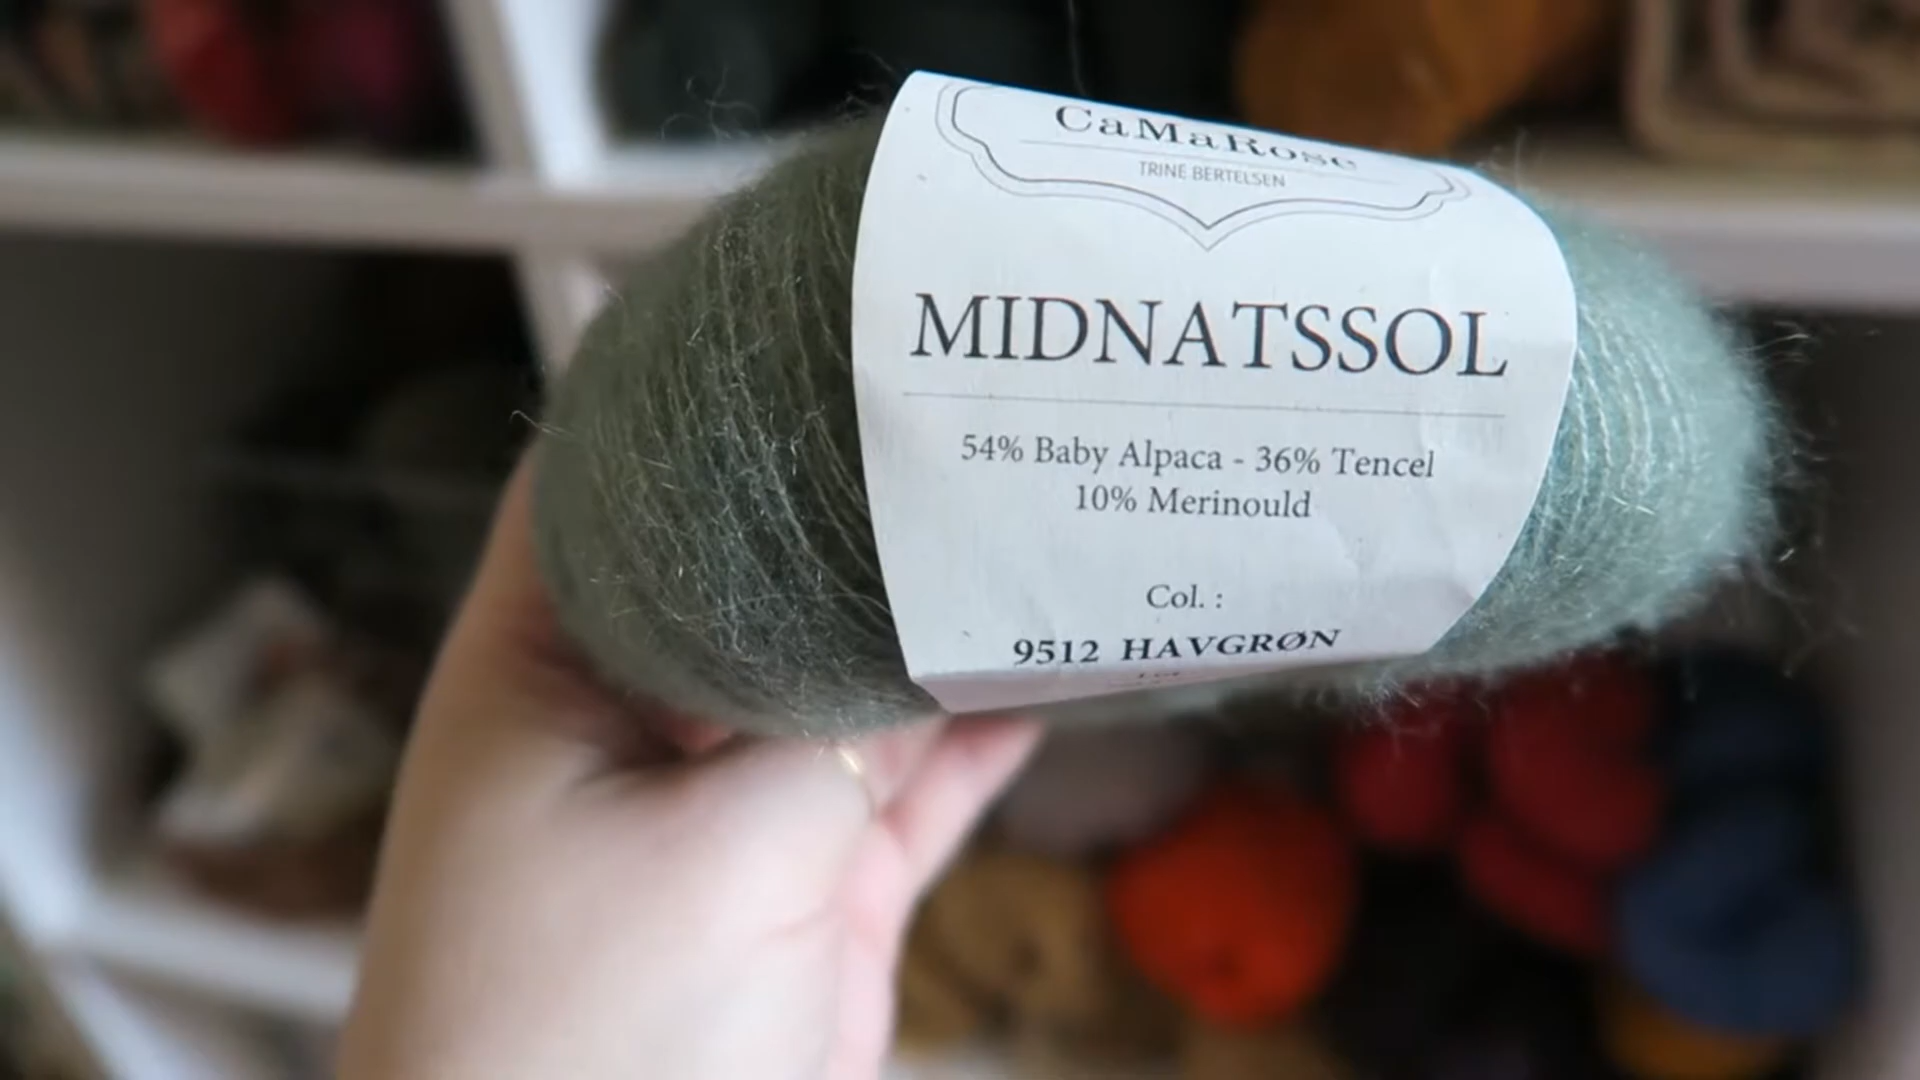 CaMaRose
TRINE BERTELSEN
MIDNATSSOL
54% Baby Alpaca - 36% Tencel
10% Merinould
Col. :
9512 HAVGRØN